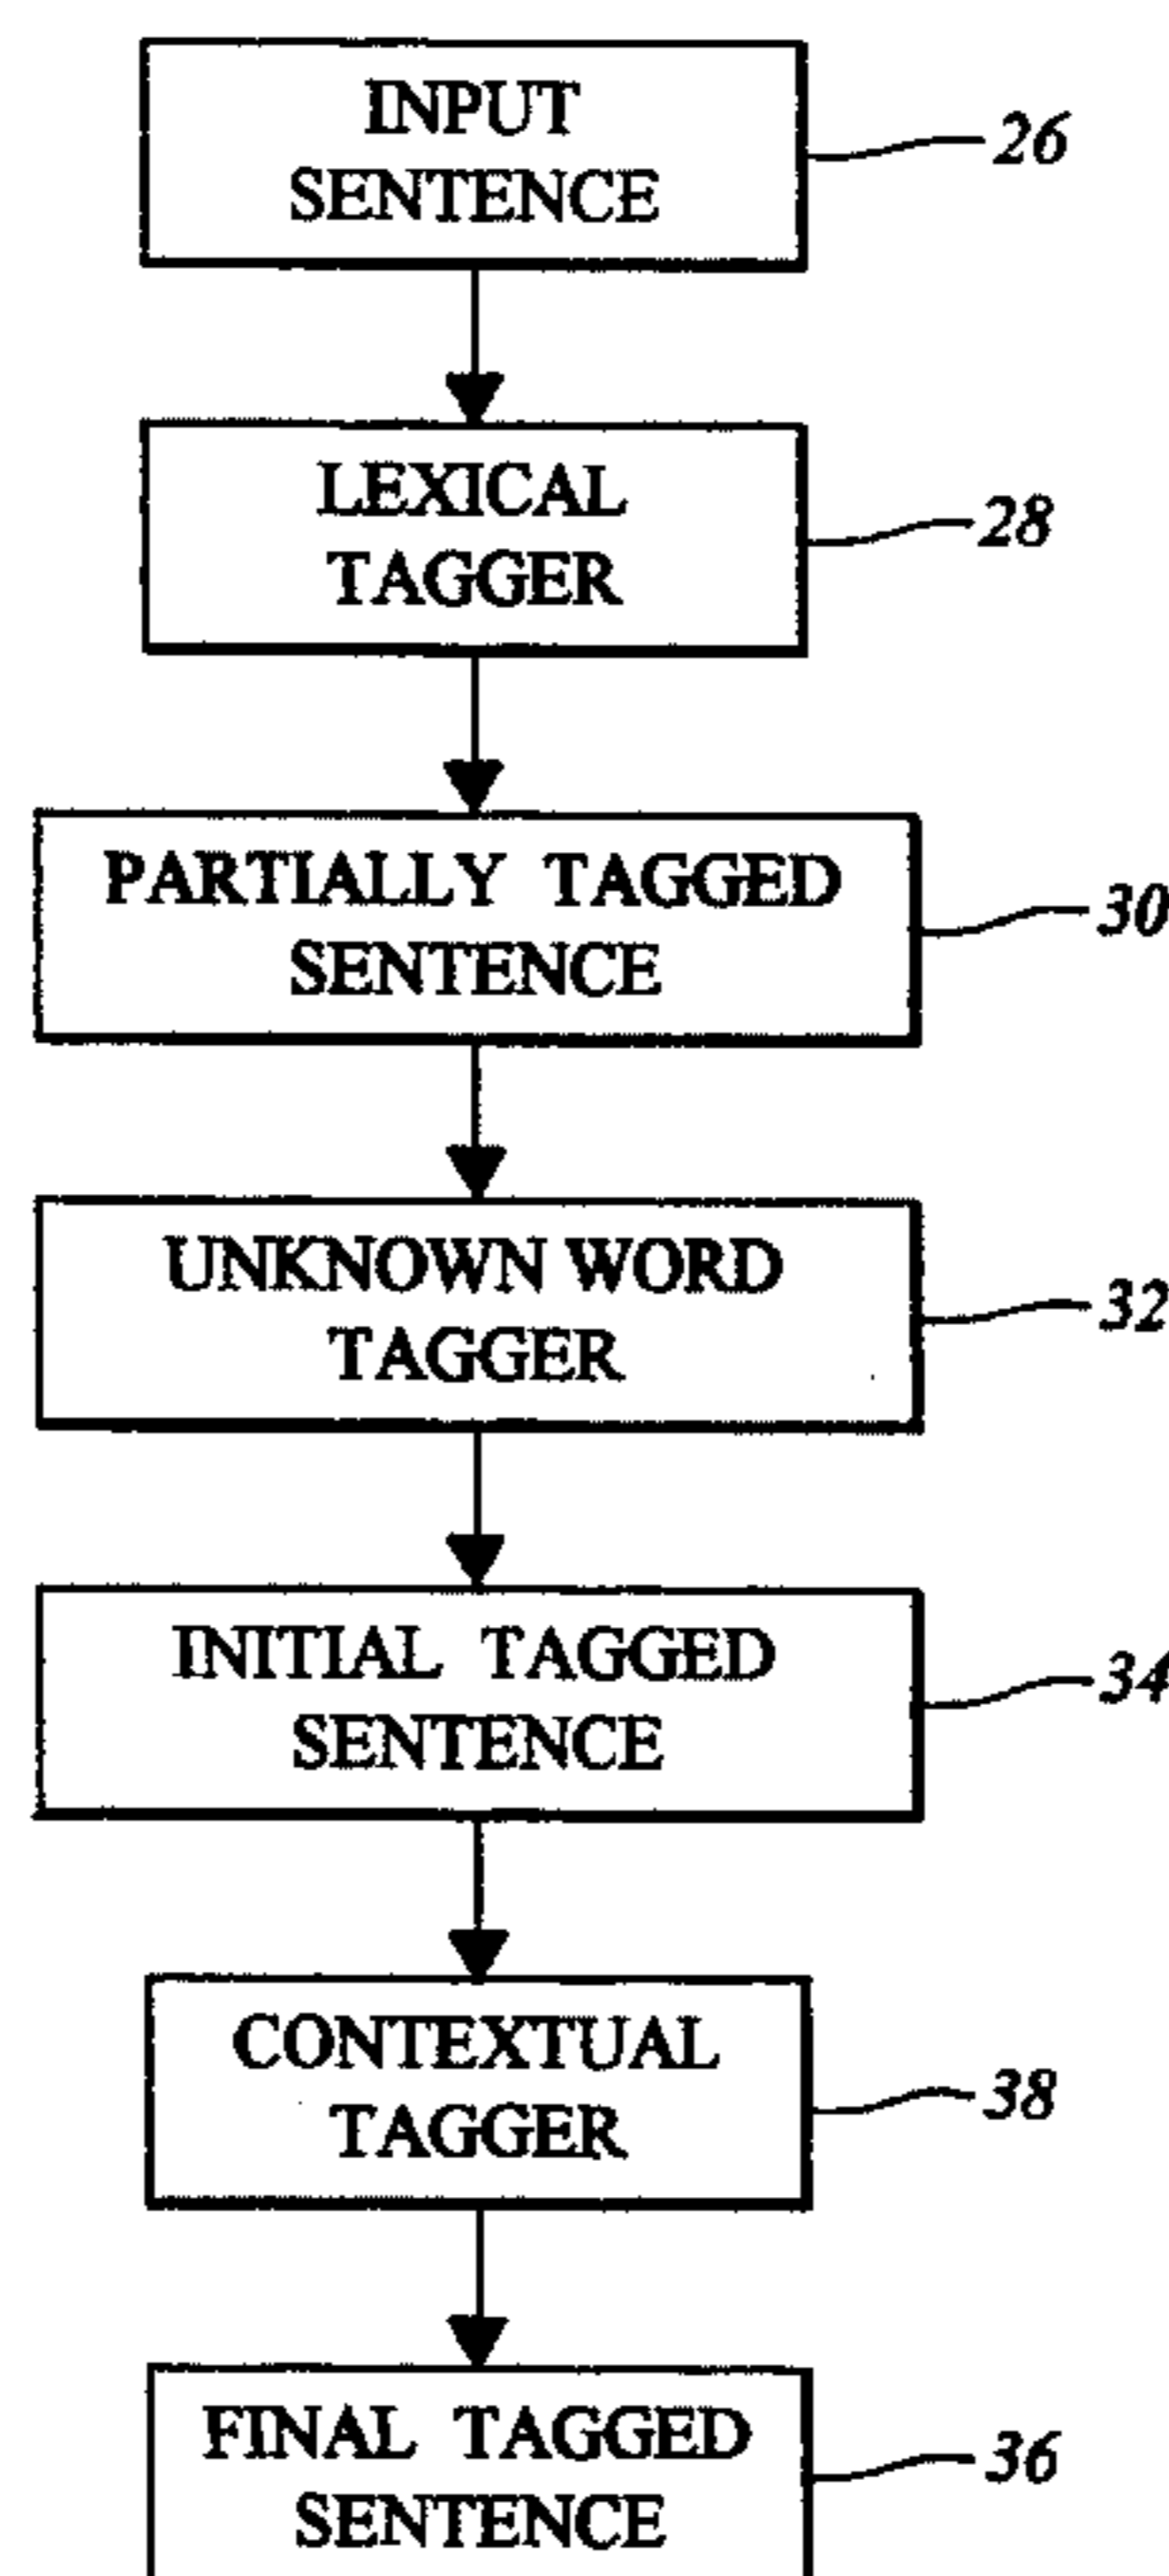 INPUT
SENTENCE
26
LEXICAL
TAGGER
28
PARTIALLY TAGGED
SENTENCE
30
UNKNOWN WORD
TAGGER
32
INITIAL TAGGED
SENTENCE
34
CONTEXTUAL
TAGGER
38
FINAL TAGGED
SENTENCE
36